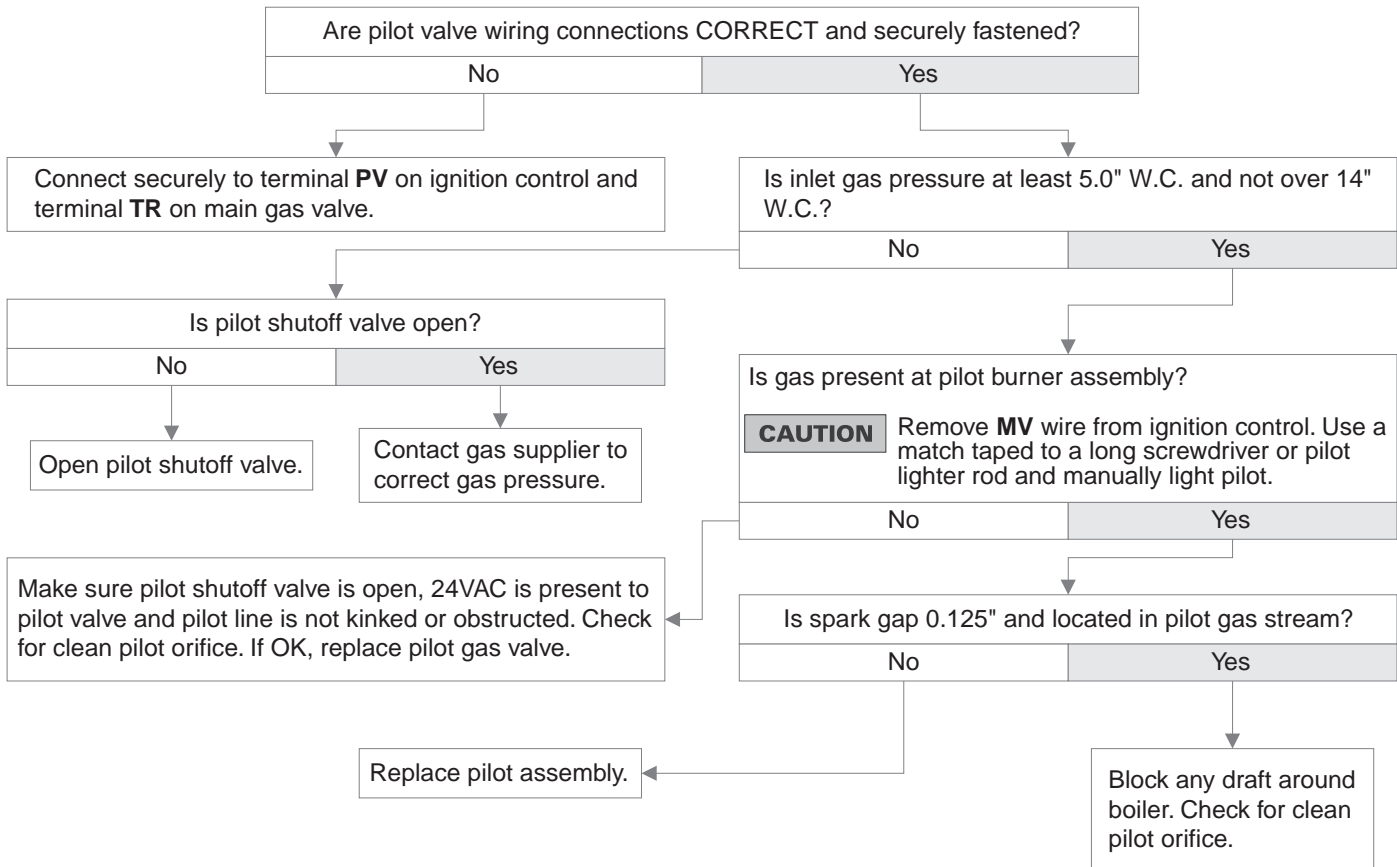 Are pilot valve wiring connections CORRECT and securely fastened?
No
Yes
Connect securely to terminal PV on ignition control and
terminal TR on main gas valve.
Is inlet gas pressure at least 5.0" W.C. and not over 14"
W.C.?
No
Yes
Is pilot shutoff valve open?
No
Yes
Open pilot shutoff valve.
Contact gas supplier to
correct gas pressure.
Is gas present at pilot burner assembly?
CAUTION
Remove MV wire from ignition control. Use a
match taped to a long screwdriver or pilot
lighter rod and manually light pilot.
No
Yes
Make sure pilot shutoff valve is open, 24VAC is present to
pilot valve and pilot line is not kinked or obstructed. Check
for clean pilot orifice. If OK, replace pilot gas valve.
Is spark gap 0.125" and located in pilot gas stream?
No
Yes
Replace pilot assembly.
Block any draft around
boiler. Check for clean
pilot orifice.